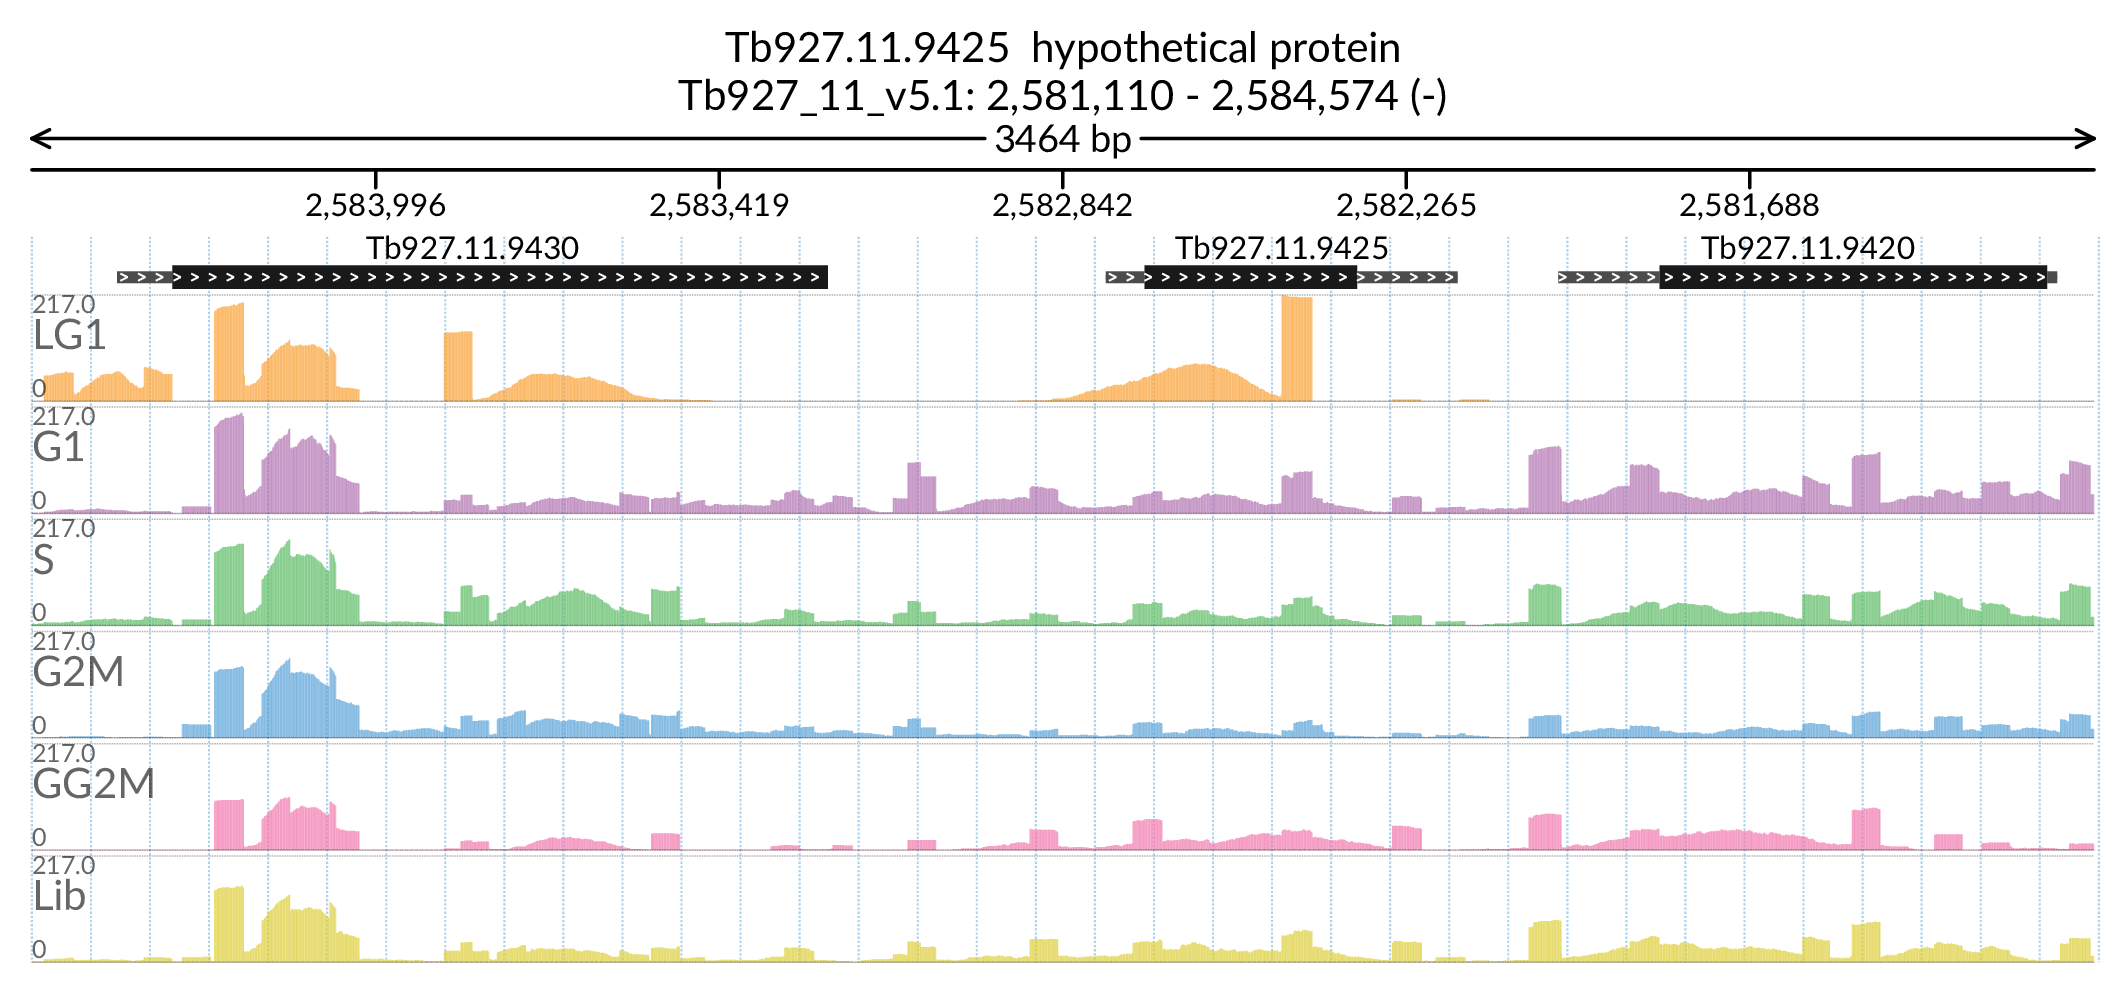 Tb927.11.9425 hypothetical protein
Tb927_11_v5.1: 2,581,110 - 2,584,574 (-)
3464 bp
2,583,996 2,583,419 2,582,842 2,582,265 2,581,688
Tb927.11.9430 Tb927.11.9425 Tb927.11.9420
217.0
LG1
0
217.0
G1
0
217.0
S
0
217.0
G2M
0
217.0
GG2M
0
217.0
Lib
0